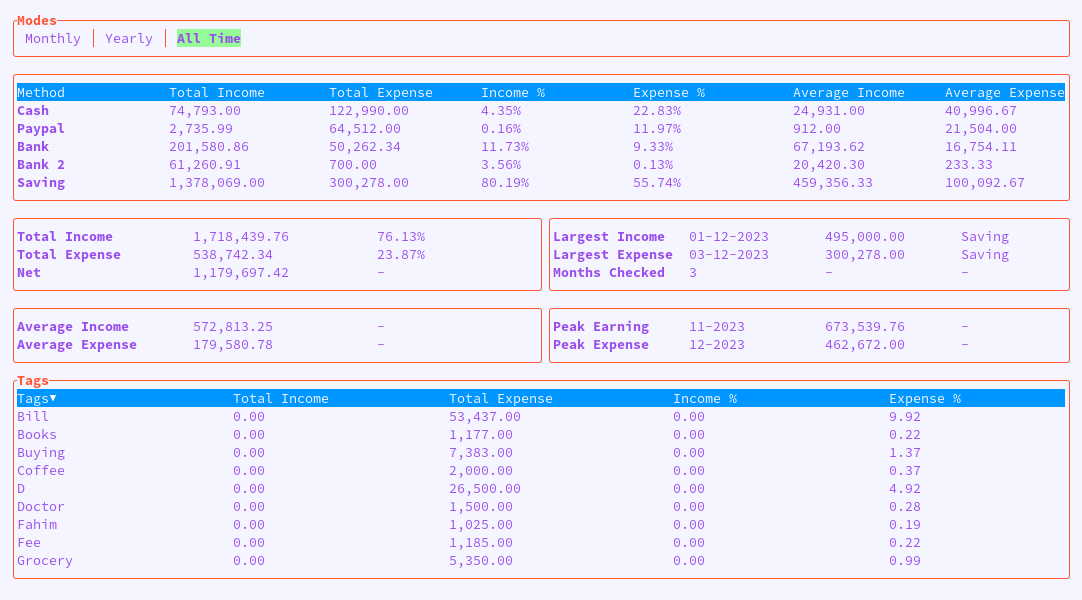 Modes
Monthly │ Yearly │ All Time
Method Total Income Total Expense Income % Expense % Average Income Average Expense
Cash 74,793.00 122,990.00 4.35% 22.83% 24,931.00 40,996.67
Paypal 2,735.99 64,512.00 0.16% 11.97% 912.00 21,504.00
Bank 201,580.86 50,262.34 11.73% 9.33% 67,193.62 16,754.11
Bank 2 61,260.91 700.00 3.56% 0.13% 20,420.30 233.33
Saving 1,378,069.00 300,278.00 80.19% 55.74% 459,356.33 100,092.67
Total Income 1,718,439.76 76.13%
Total Expense 538,742.34 23.87%
Net 1,179,697.42 -
Largest Income 01-12-2023 495,000.00 Saving
Largest Expense 03-12-2023 300,278.00 Saving
Months Checked 3 - -
Average Income 572,813.25 -
Average Expense 179,580.78 -
Peak Earning 11-2023 673,539.76 -
Peak Expense 12-2023 462,672.00 -
Tags
Tags▼ Total Income Total Expense Income % Expense %
Bill 0.00 53,437.00 0.00 9.92
Books 0.00 1,177.00 0.00 0.22
Buying 0.00 7,383.00 0.00 1.37
Coffee 0.00 2,000.00 0.00 0.37
D 0.00 26,500.00 0.00 4.92
Doctor 0.00 1,500.00 0.00 0.28
Fahim 0.00 1,025.00 0.00 0.19
Fee 0.00 1,185.00 0.00 0.22
Grocery 0.00 5,350.00 0.00 0.99